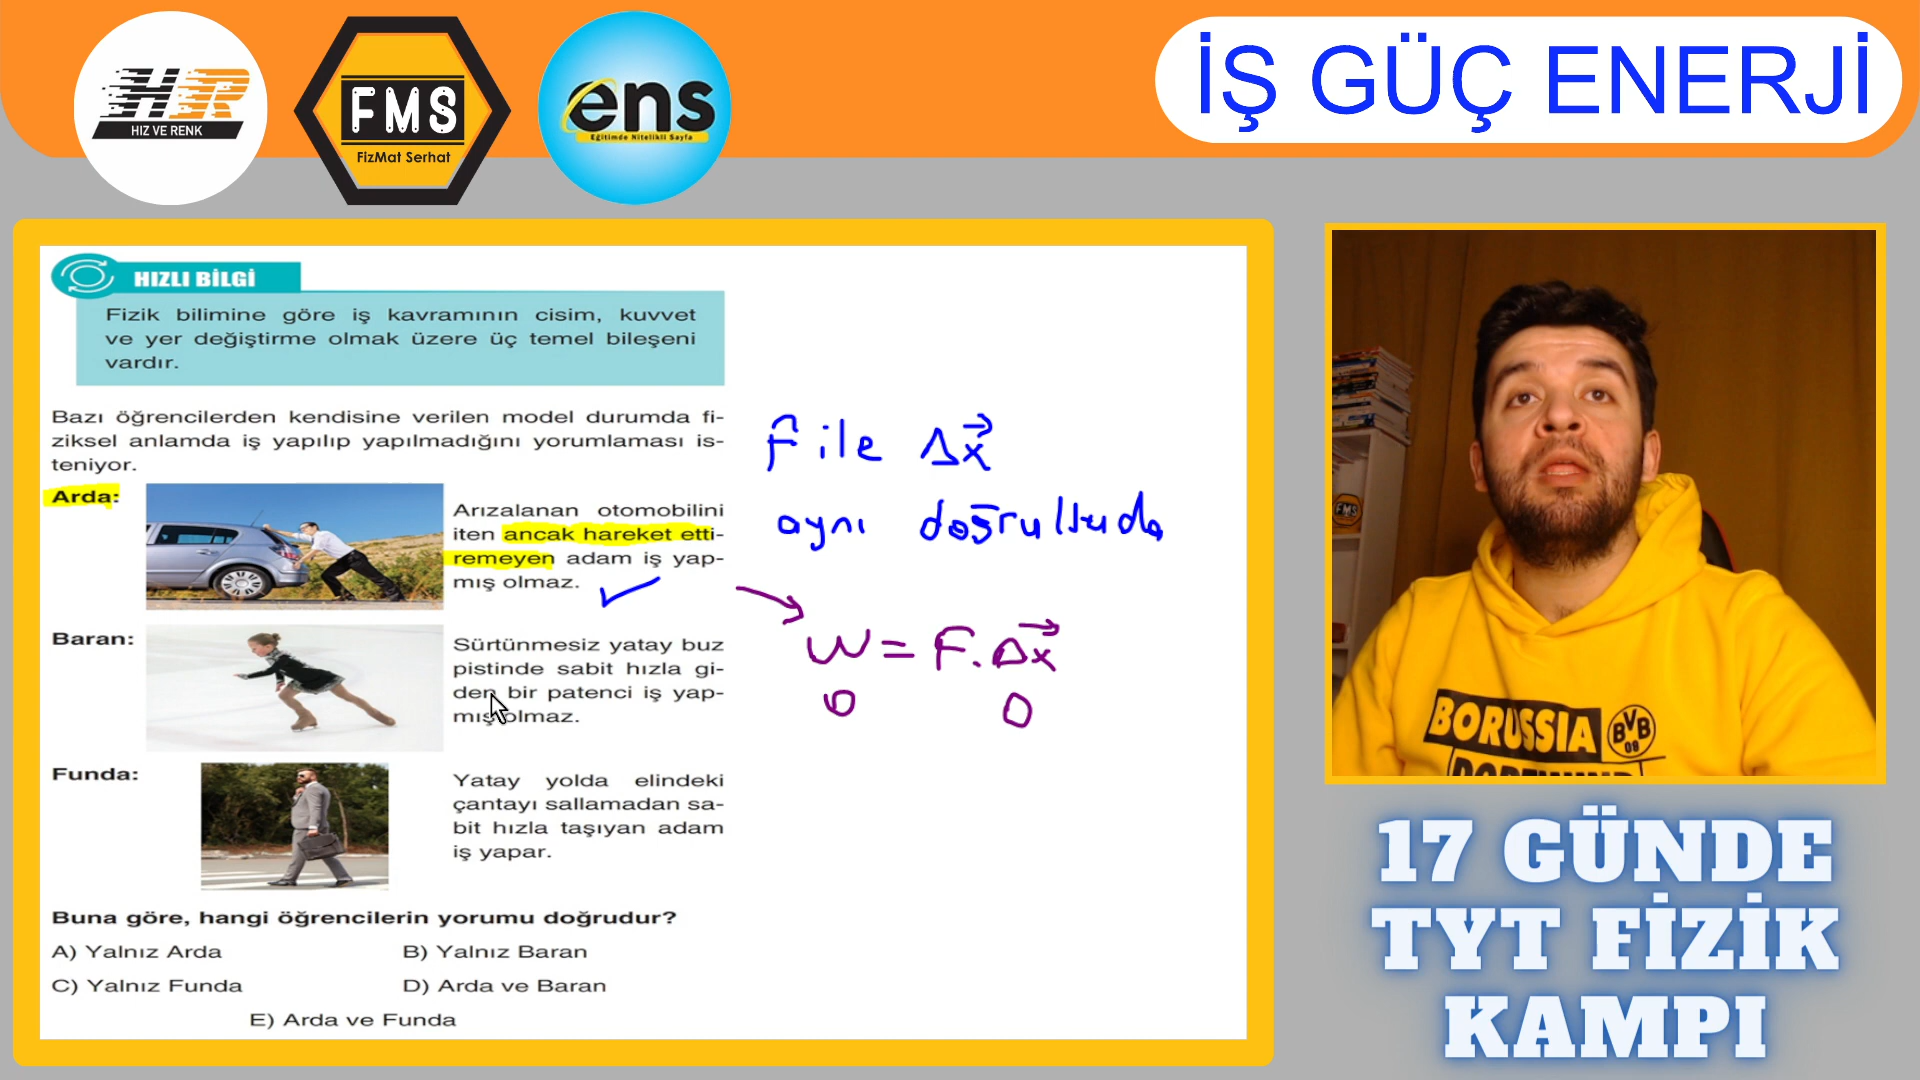 HR
HIZ VE RENK
FMS
FizMat Serhat
ens
Eğitimde Nitelikli Sayfa
İŞ GÜÇ ENERJİ
HIZLI BİLGİ
Fizik bilimine göre iş kavramının cisim, kuvvet
ve yer değiştirme olmak üzere üç temel bileşeni
vardır.
Bazı öğrencilerden kendisine verilen model durumda fi-
ziksel anlamda iş yapılıp yapılmadığını yorumlaması is-
teniyor.
Arda:
Arızalanan otomobilini
iten ancak hareket etti-
remeyen adam iş yap-
mış olmaz.
Baran:
Sürtünmesiz yatay buz
pistinde sabit hızla gi-
den bir patenci iş yap-
mış olmaz.
Funda:
Yatay yolda elindeki
çantayı sallamadan sa-
bit hızla taşıyan adam
iş yapar.
Buna göre, hangi öğrencilerin yorumu doğrudur?
A) Yalnız Arda
B) Yalnız Baran
C) Yalnız Funda
D) Arda ve Baran
E) Arda ve Funda
F ile Δx
aynı doğrultuda
W = F.Δx
0 0
FMS
BORUSSIA
BVB
09
DORTMUND
17 GÜNDE
TYT FİZİK
KAMPI